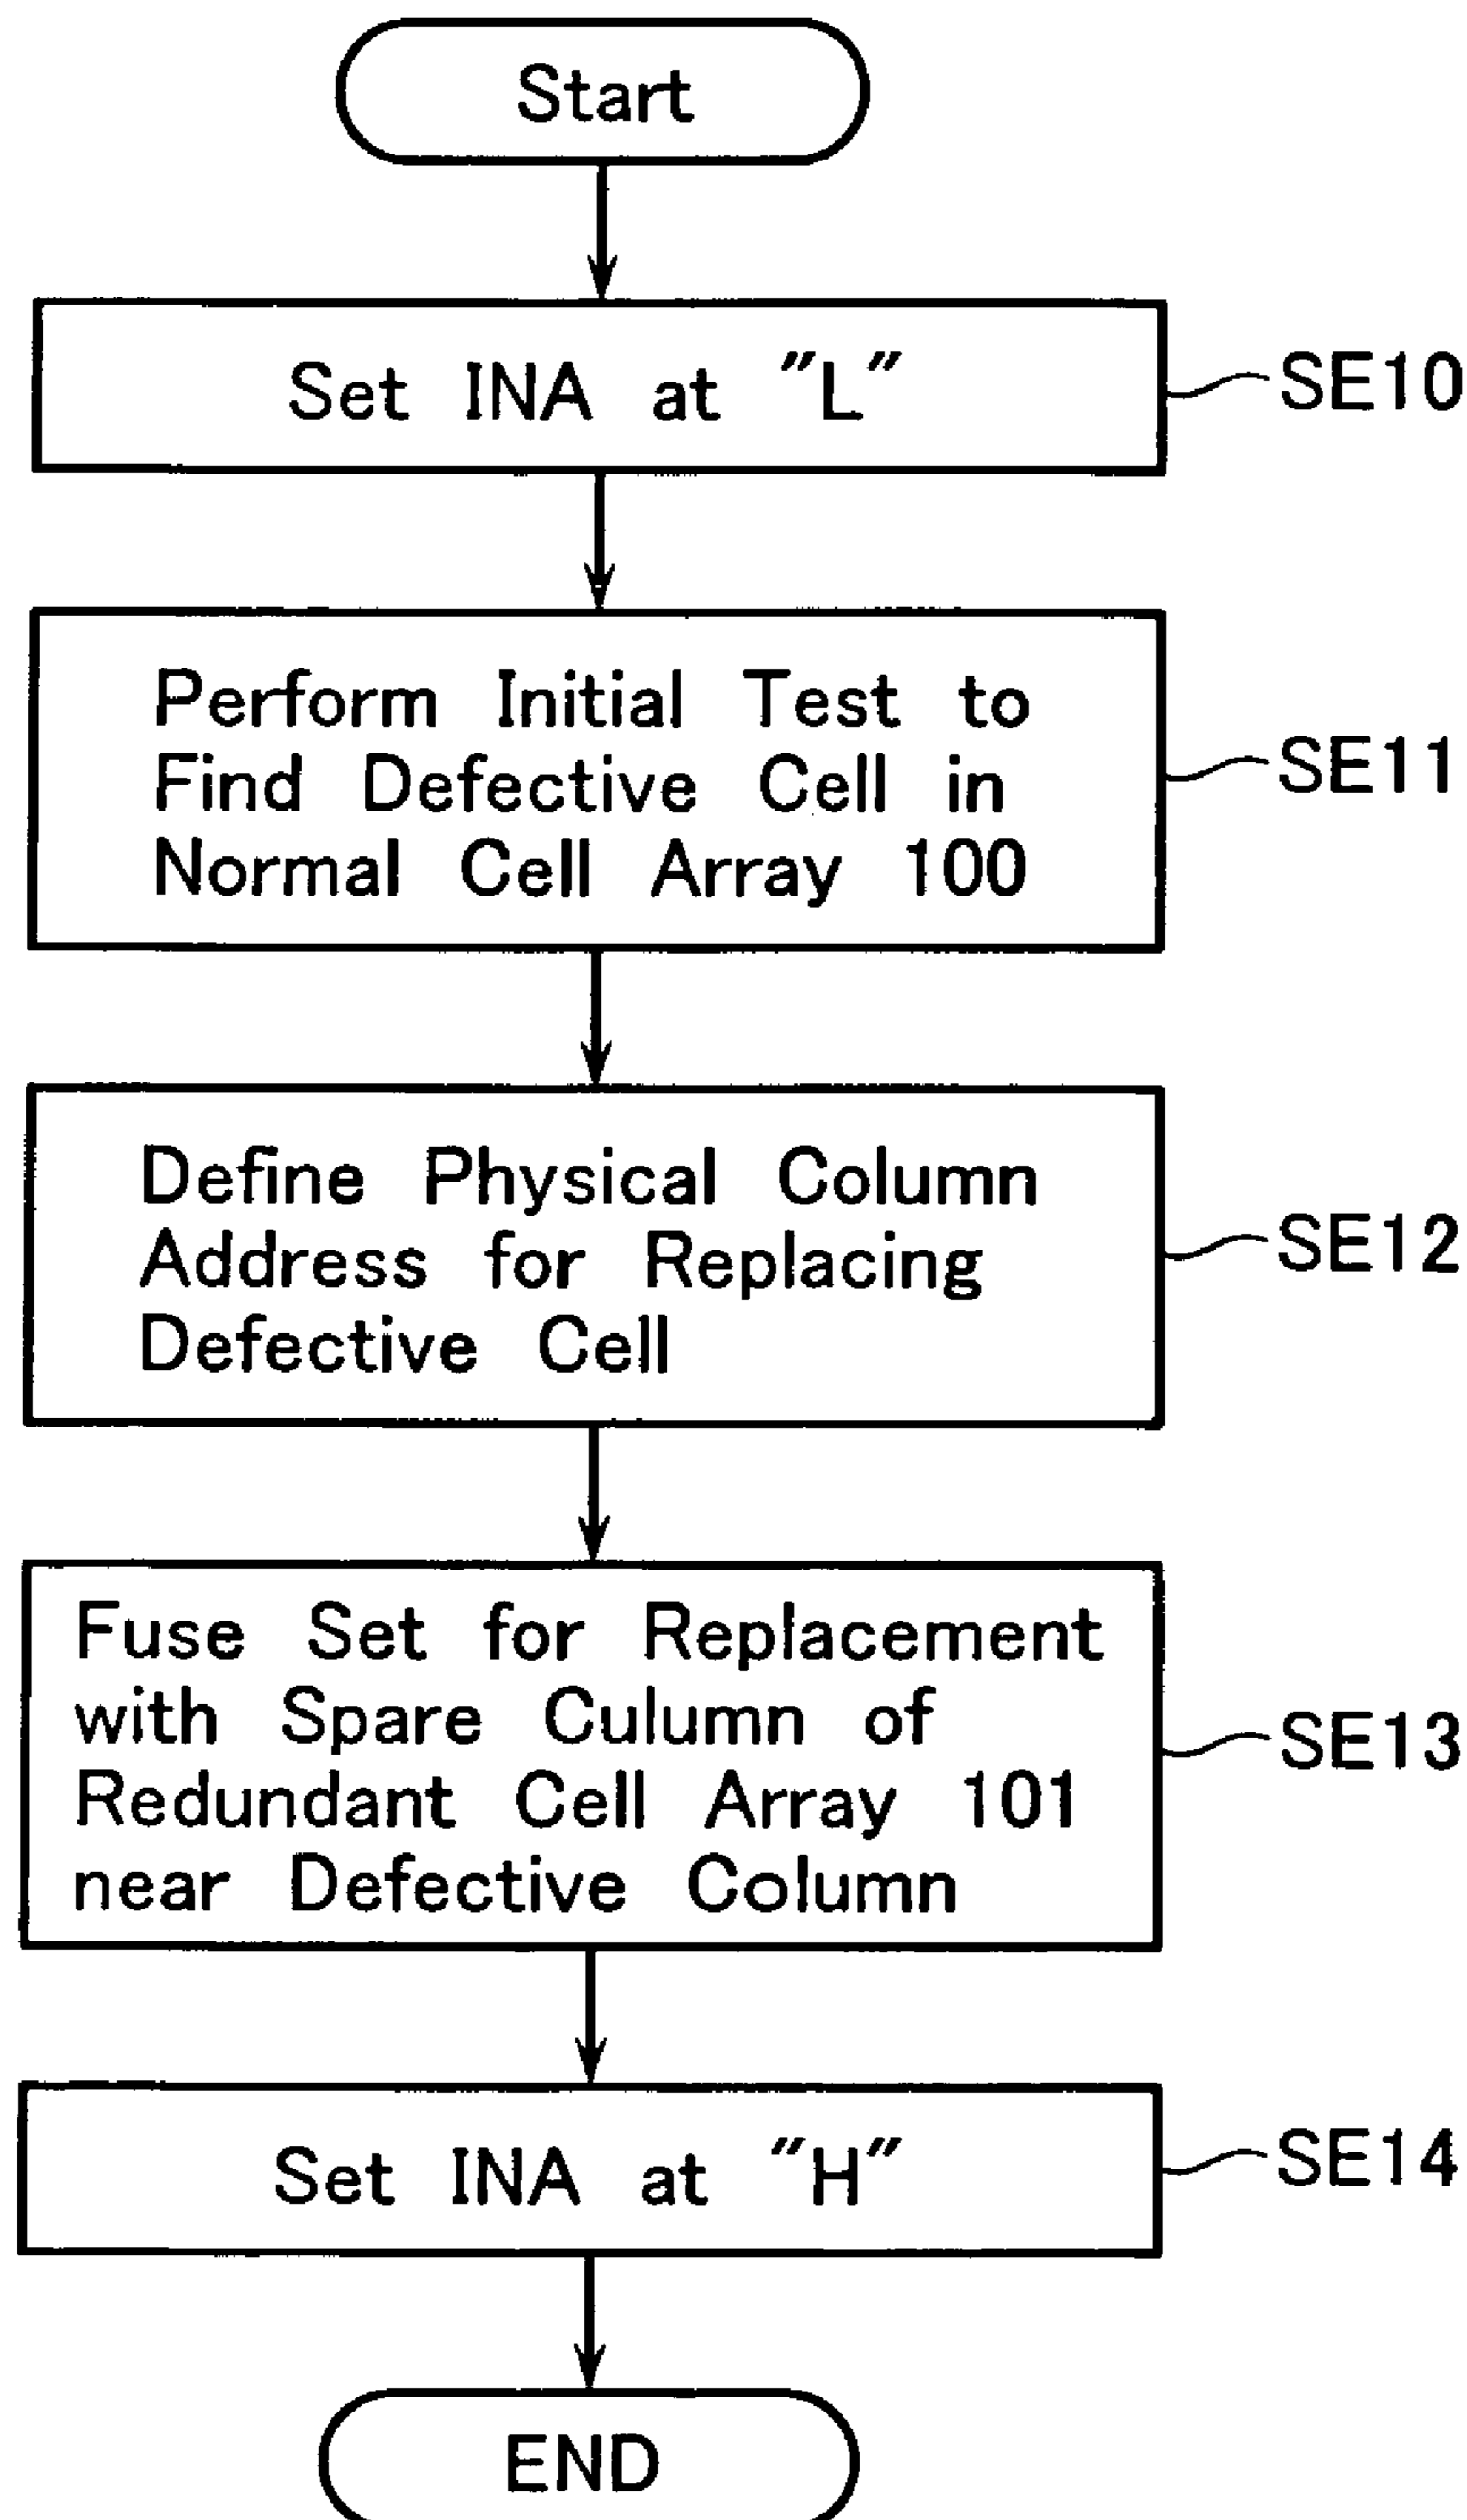 Start
Set INA at "L"
SE10
Perform Initial Test to
Find Defective Cell in
Normal Cell Array 100
SE11
Define Physical Column
Address for Replacing
Defective Cell
SE12
Fuse Set for Replacement
with Spare Culumn of
Redundant Cell Array 101
near Defective Column
SE13
Set INA at "H"
SE14
END